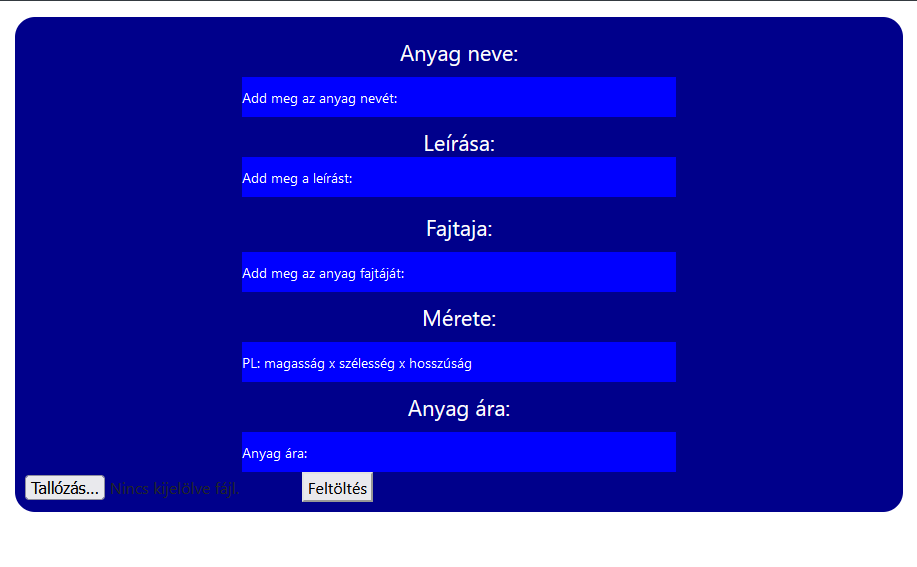 Anyag neve:
Add meg az anyag nevét:
Leírása:
Add meg a leírást:
Fajtaja:
Add meg az anyag fajtáját:
Mérete:
PL: magasság x szélesség x hosszúság
Anyag ára:
Anyag ára:
Tallózás... Nincs kijelölve fájl. Feltöltés